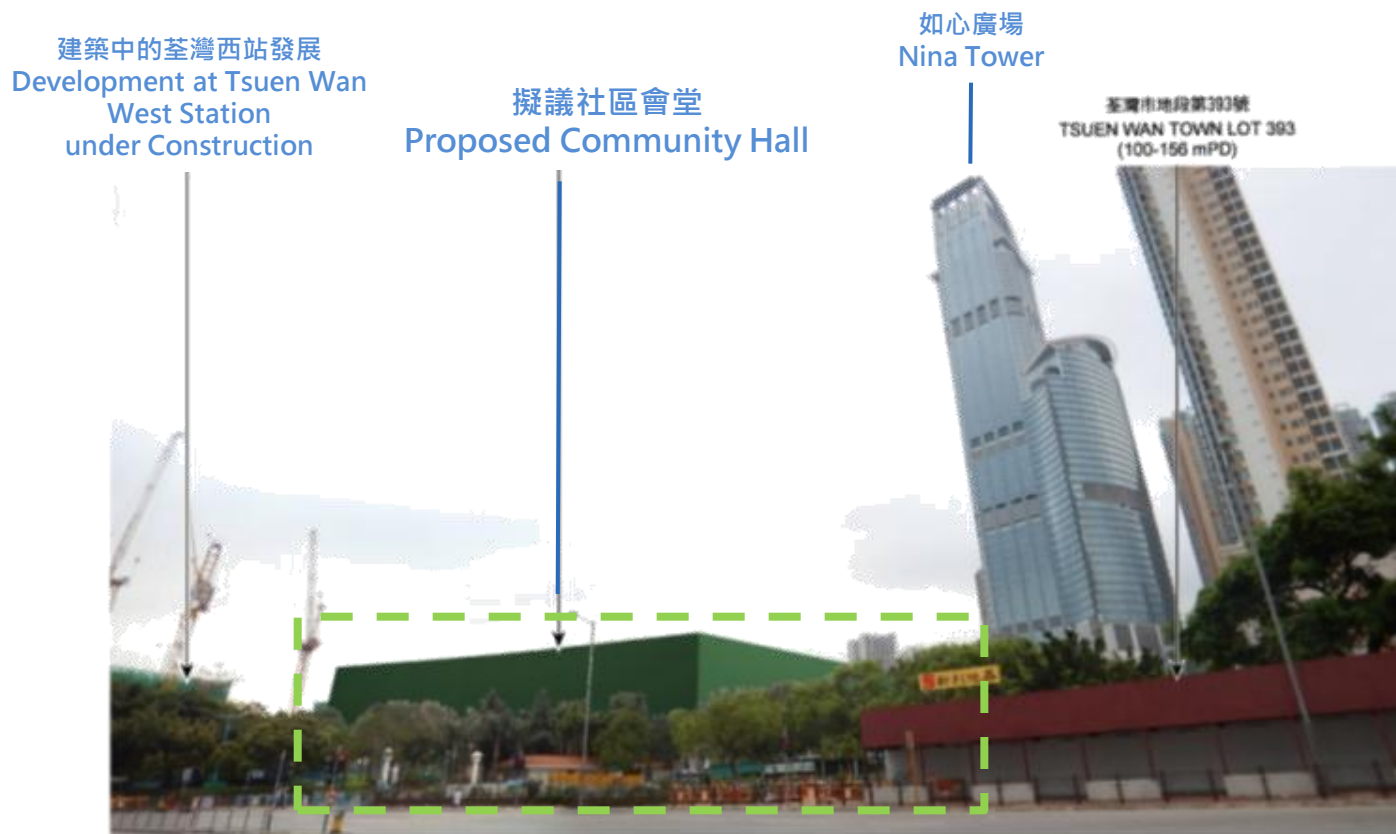 建築中的荃灣西站發展
Development at Tsuen Wan
West Station
under Construction
擬議社區會堂
Proposed Community Hall
如心廣場
Nina Tower
荃灣市地段第393號
TSUEN WAN TOWN LOT 393
(100-156 mPD)